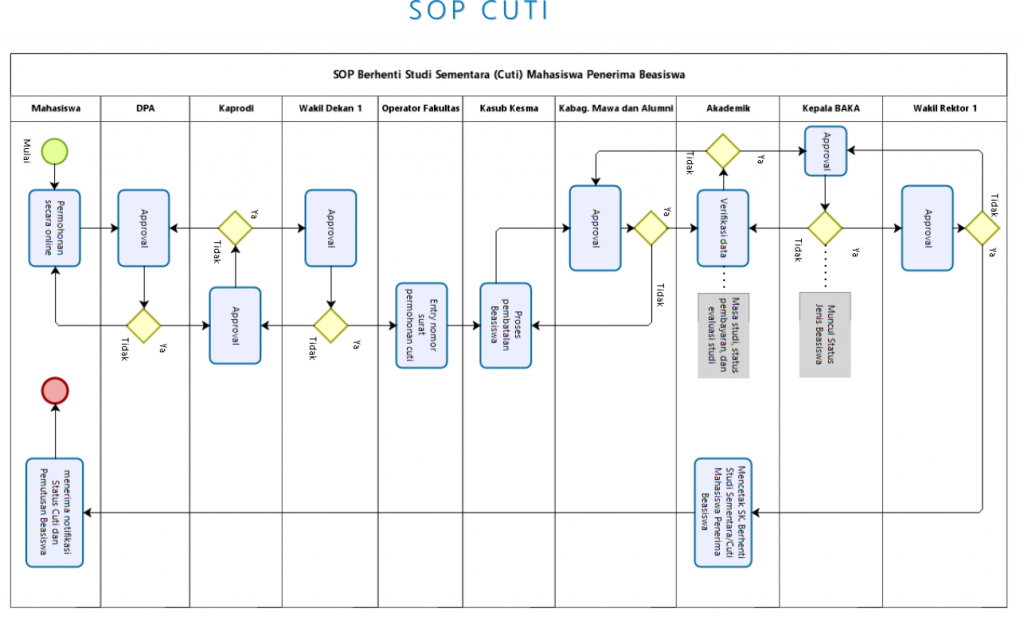 SOP CUTI
SOP Berhenti Studi Sementara (Cuti) Mahasiswa Penerima Beasiswa
Mahasiswa
DPA
Kaprodi
Wakil Dekan 1
Operator Fakultas
Kasub Kesma
Kabag. Mawa dan Alumni
Akademik
Kepala BAKA
Wakil Rektor 1
Mulai
Permohonan
secara online
Approval
Tidak
Ya
Approval
Ya
Tidak
Approval
Tidak
Ya
Entry nomor
surat
permohonan cuti
Proses
pembatalan
Beasiswa
Approval
Ya
Tidak
Tidak
Ya
Verifikasi data
Masa studi, status
pembayaran, dan
evaluasi studi
Approval
Tidak
Ya
Muncul Status
Jenis Beasiswa
Approval
Tidak
Ya
Mencetak SK. Berhenti
Studi Sementara/Cuti
Mahasiswa Penerima
Beasiswa
menerima notifikasi
Status Cuti dan
Pemutusan Beasiswa